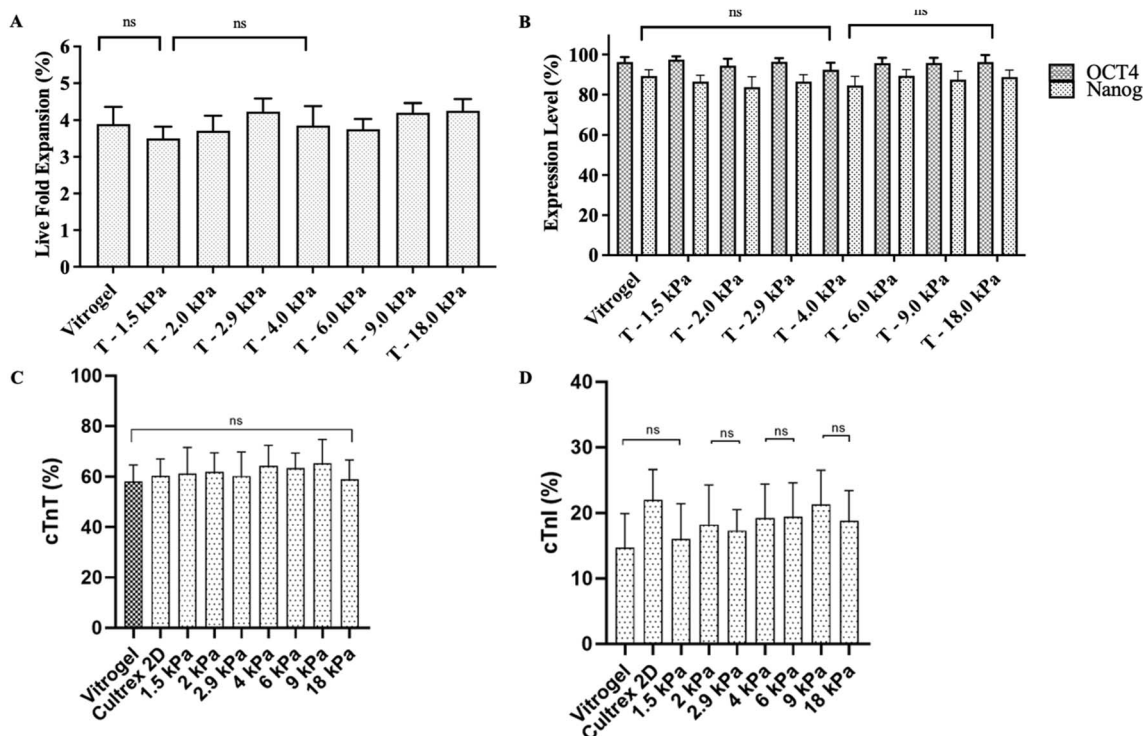 A
ns
ns
Live Fold Expansion (%)
6
5
4
3
2
1
0
Vitrogel
T - 1.5 kPa
T - 2.0 kPa
T - 2.9 kPa
T - 4.0 kPa
T - 6.0 kPa
T - 9.0 kPa
T - 18.0 kPa
B
ns
ns
Expression Level (%)
100
80
60
40
20
0
Vitrogel
T - 1.5 kPa
T - 2.0 kPa
T - 2.9 kPa
T - 4.0 kPa
T - 6.0 kPa
T - 9.0 kPa
T - 18.0 kPa
OCT4
Nanog
C
ns
cTnT (%)
100
80
60
40
20
0
Vitrogel
Cultrex 2D
1.5 kPa
2 kPa
2.9 kPa
4 kPa
6 kPa
9 kPa
18 kPa
D
ns
ns
ns
ns
cTnI (%)
40
30
20
10
0
Vitrogel
Cultrex 2D
1.5 kPa
2 kPa
2.9 kPa
4 kPa
6 kPa
9 kPa
18 kPa